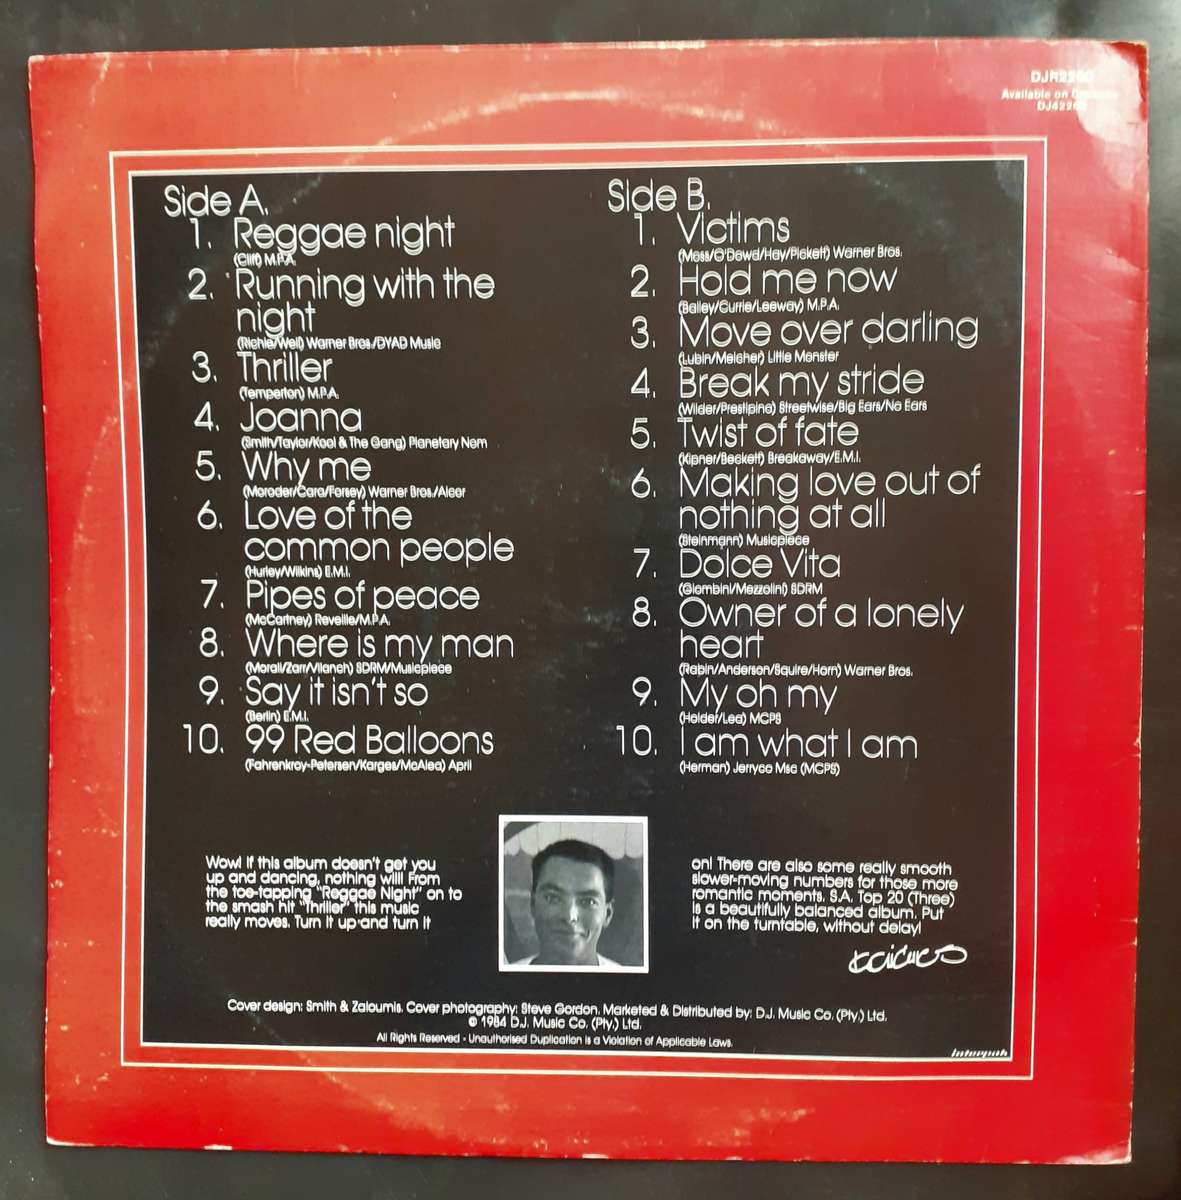 Available on
Side A.
1. Reggae night
(Cliff) M.P.A.
2. Running with the
night
(Richie/Weil) Warner Bros./DYAD Music
3. Thriller
(Temperton) M.P.A.
4. Joanna
(Smith/Taylor/Kool & The Gang) Planetary Nom
5. Why me
(Moroder/Cara/Forsey) Warner Bros./Alcor
6. Love of the
common people
(Hurley/Wilkins) E.M.I.
7. Pipes of peace
(McCartney) Reveille/M.P.A.
8. Where is my man
(Morali/Zarr/Vilanch) SDRM/Musicpiece
9. Say it isn't so
(Berlin) E.M.I.
10. 99 Red Balloons
(Fahrenkroy-Petersen/Karges/McAlea) April
Side B.
1. Victims
(Moss/O'Dowd/Hay/Pickett) Warner Bros.
2. Hold me now
(Bailey/Currie/Leeway) M.P.A.
3. Move over darling
(Lubin/Melcher) Little Monster
4. Break my stride
(Wilder/Prestipino) Streetwise/Big Ears/No Ears
5. Twist of fate
(Kipner/Beckett) Breakaway/E.M.I.
6. Making love out of
nothing at all
(Steinmann) Musicpiece
7. Dolce Vita
(Giombini/Mezzolini) SDRM
8. Owner of a lonely
heart
(Rabin/Anderson/Squire/Horn) Warner Bros.
9. My oh my
(Holder/Lea) MCPS
10. I am what I am
(Herman) Jerryco Msc (MCPS)
Wow! If this album doesn't get you
up and dancing, nothing will! From
the toe-tapping "Reggae Night" on to
the smash hit "Thriller" this music
really moves. Turn it up and turn it
on! There are also some really smooth
slower-moving numbers for those more
romantic moments. S.A. Top 20 (Three)
is a beautifully balanced album. Put
it on the turntable, without delay!
Cover design: Smith & Zaloumis. Cover photography: Steve Gordon. Marketed & Distributed by: D.J. Music Co. (Pty.) Ltd.
© 1984 D.J. Music Co. (Pty.) Ltd.
All Rights Reserved - Unauthorised Duplication is a Violation of Applicable Laws.
Interpak